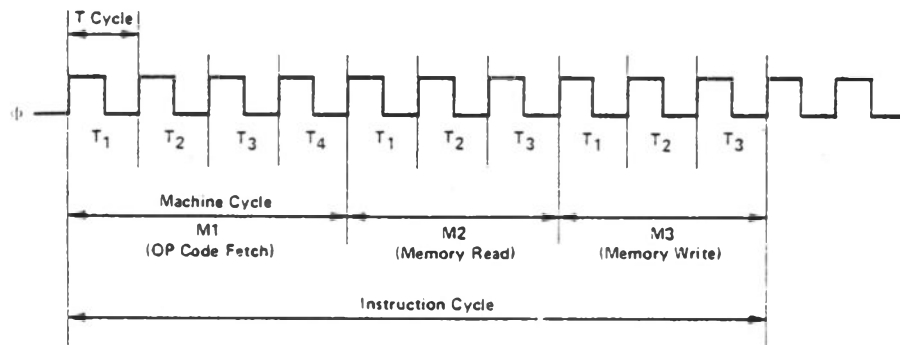 T Cycle
Φ
T1 T2 T3 T4 T1 T2 T3 T1 T2 T3
Machine Cycle
M1 M2 M3
(OP Code Fetch) (Memory Read) (Memory Write)
Instruction Cycle